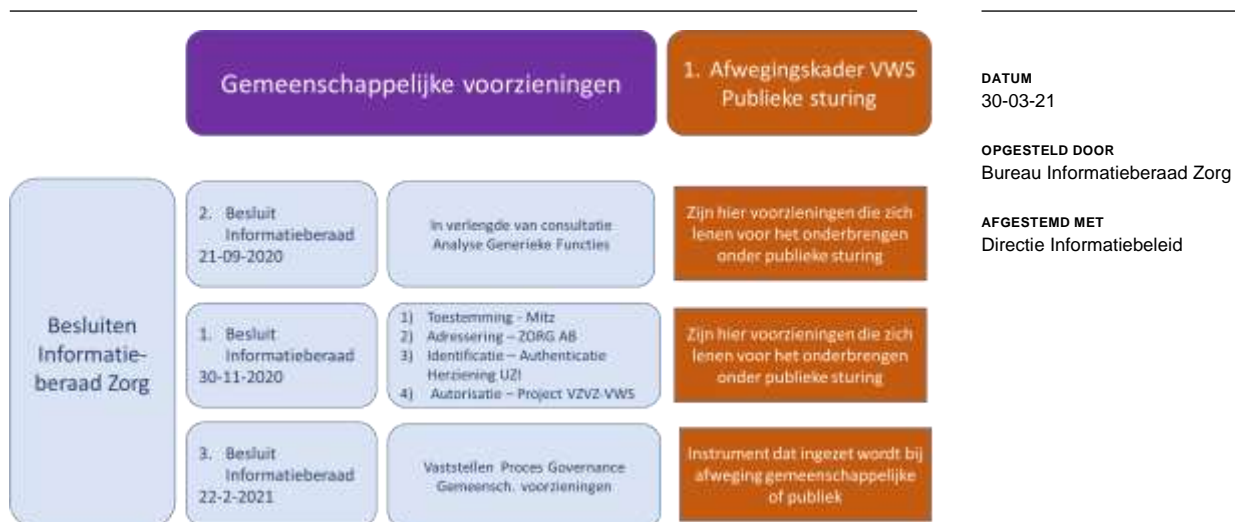 Gemeenschappelijke voorzieningen
1. Afwegingskader VWS
Publieke sturing
DATUM
30-03-21
OPGESTELD DOOR
Bureau Informatieberaad Zorg
AFGESTEMD MET
Directie Informatiebeleid
Besluiten
Informatie-
beraad Zorg
2. Besluit
Informatieberaad
21-09-2020
In verlengde van consultatie
Analyse Generieke Functies
Zijn hier voorzieningen die zich
lenen voor het onderbrengen
onder publieke sturing
1. Besluit
Informatieberaad
30-11-2020
1) Toestemming - Mitz
2) Adressering – ZORG AB
3) Identificatie – Authenticatie
Herziening UZI
4) Autorisatie – Project VZVZ-VWS
Zijn hier voorzieningen die zich
lenen voor het onderbrengen
onder publieke sturing
3. Besluit
Informatieberaad
22-2-2021
Vaststellen Proces Governance
Gemeensch. voorzieningen
Instrument dat ingezet wordt bij
afweging gemeenschappelijke
of publiek